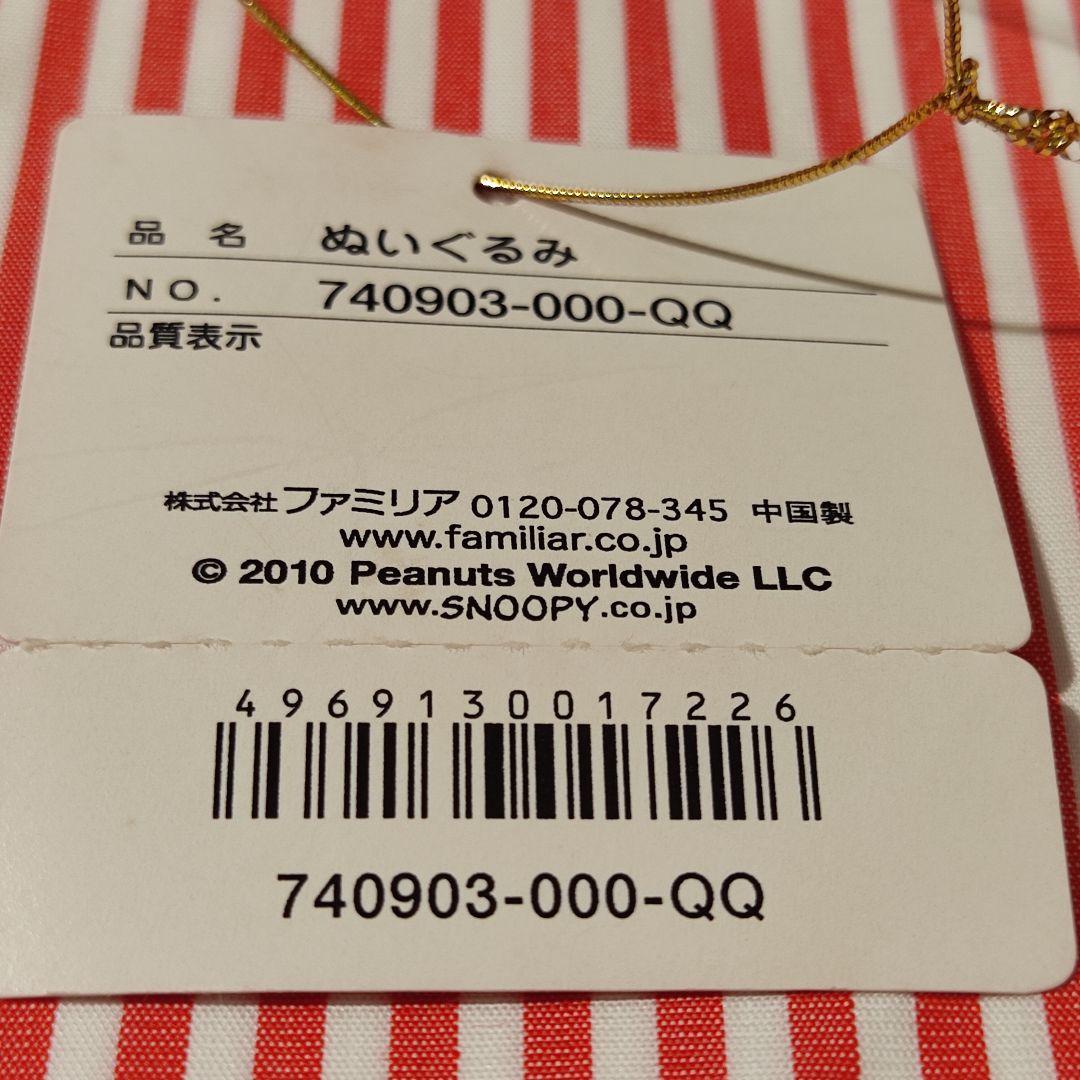 品 名 ぬいぐるみ
NO. 740903-000-QQ
品質表示
株式会社ファミリア 0120-078-345 中国製
www.familiar.co.jp
© 2010 Peanuts Worldwide LLC
www.SNOOPY.co.jp
4969130017226
740903-000-QQ